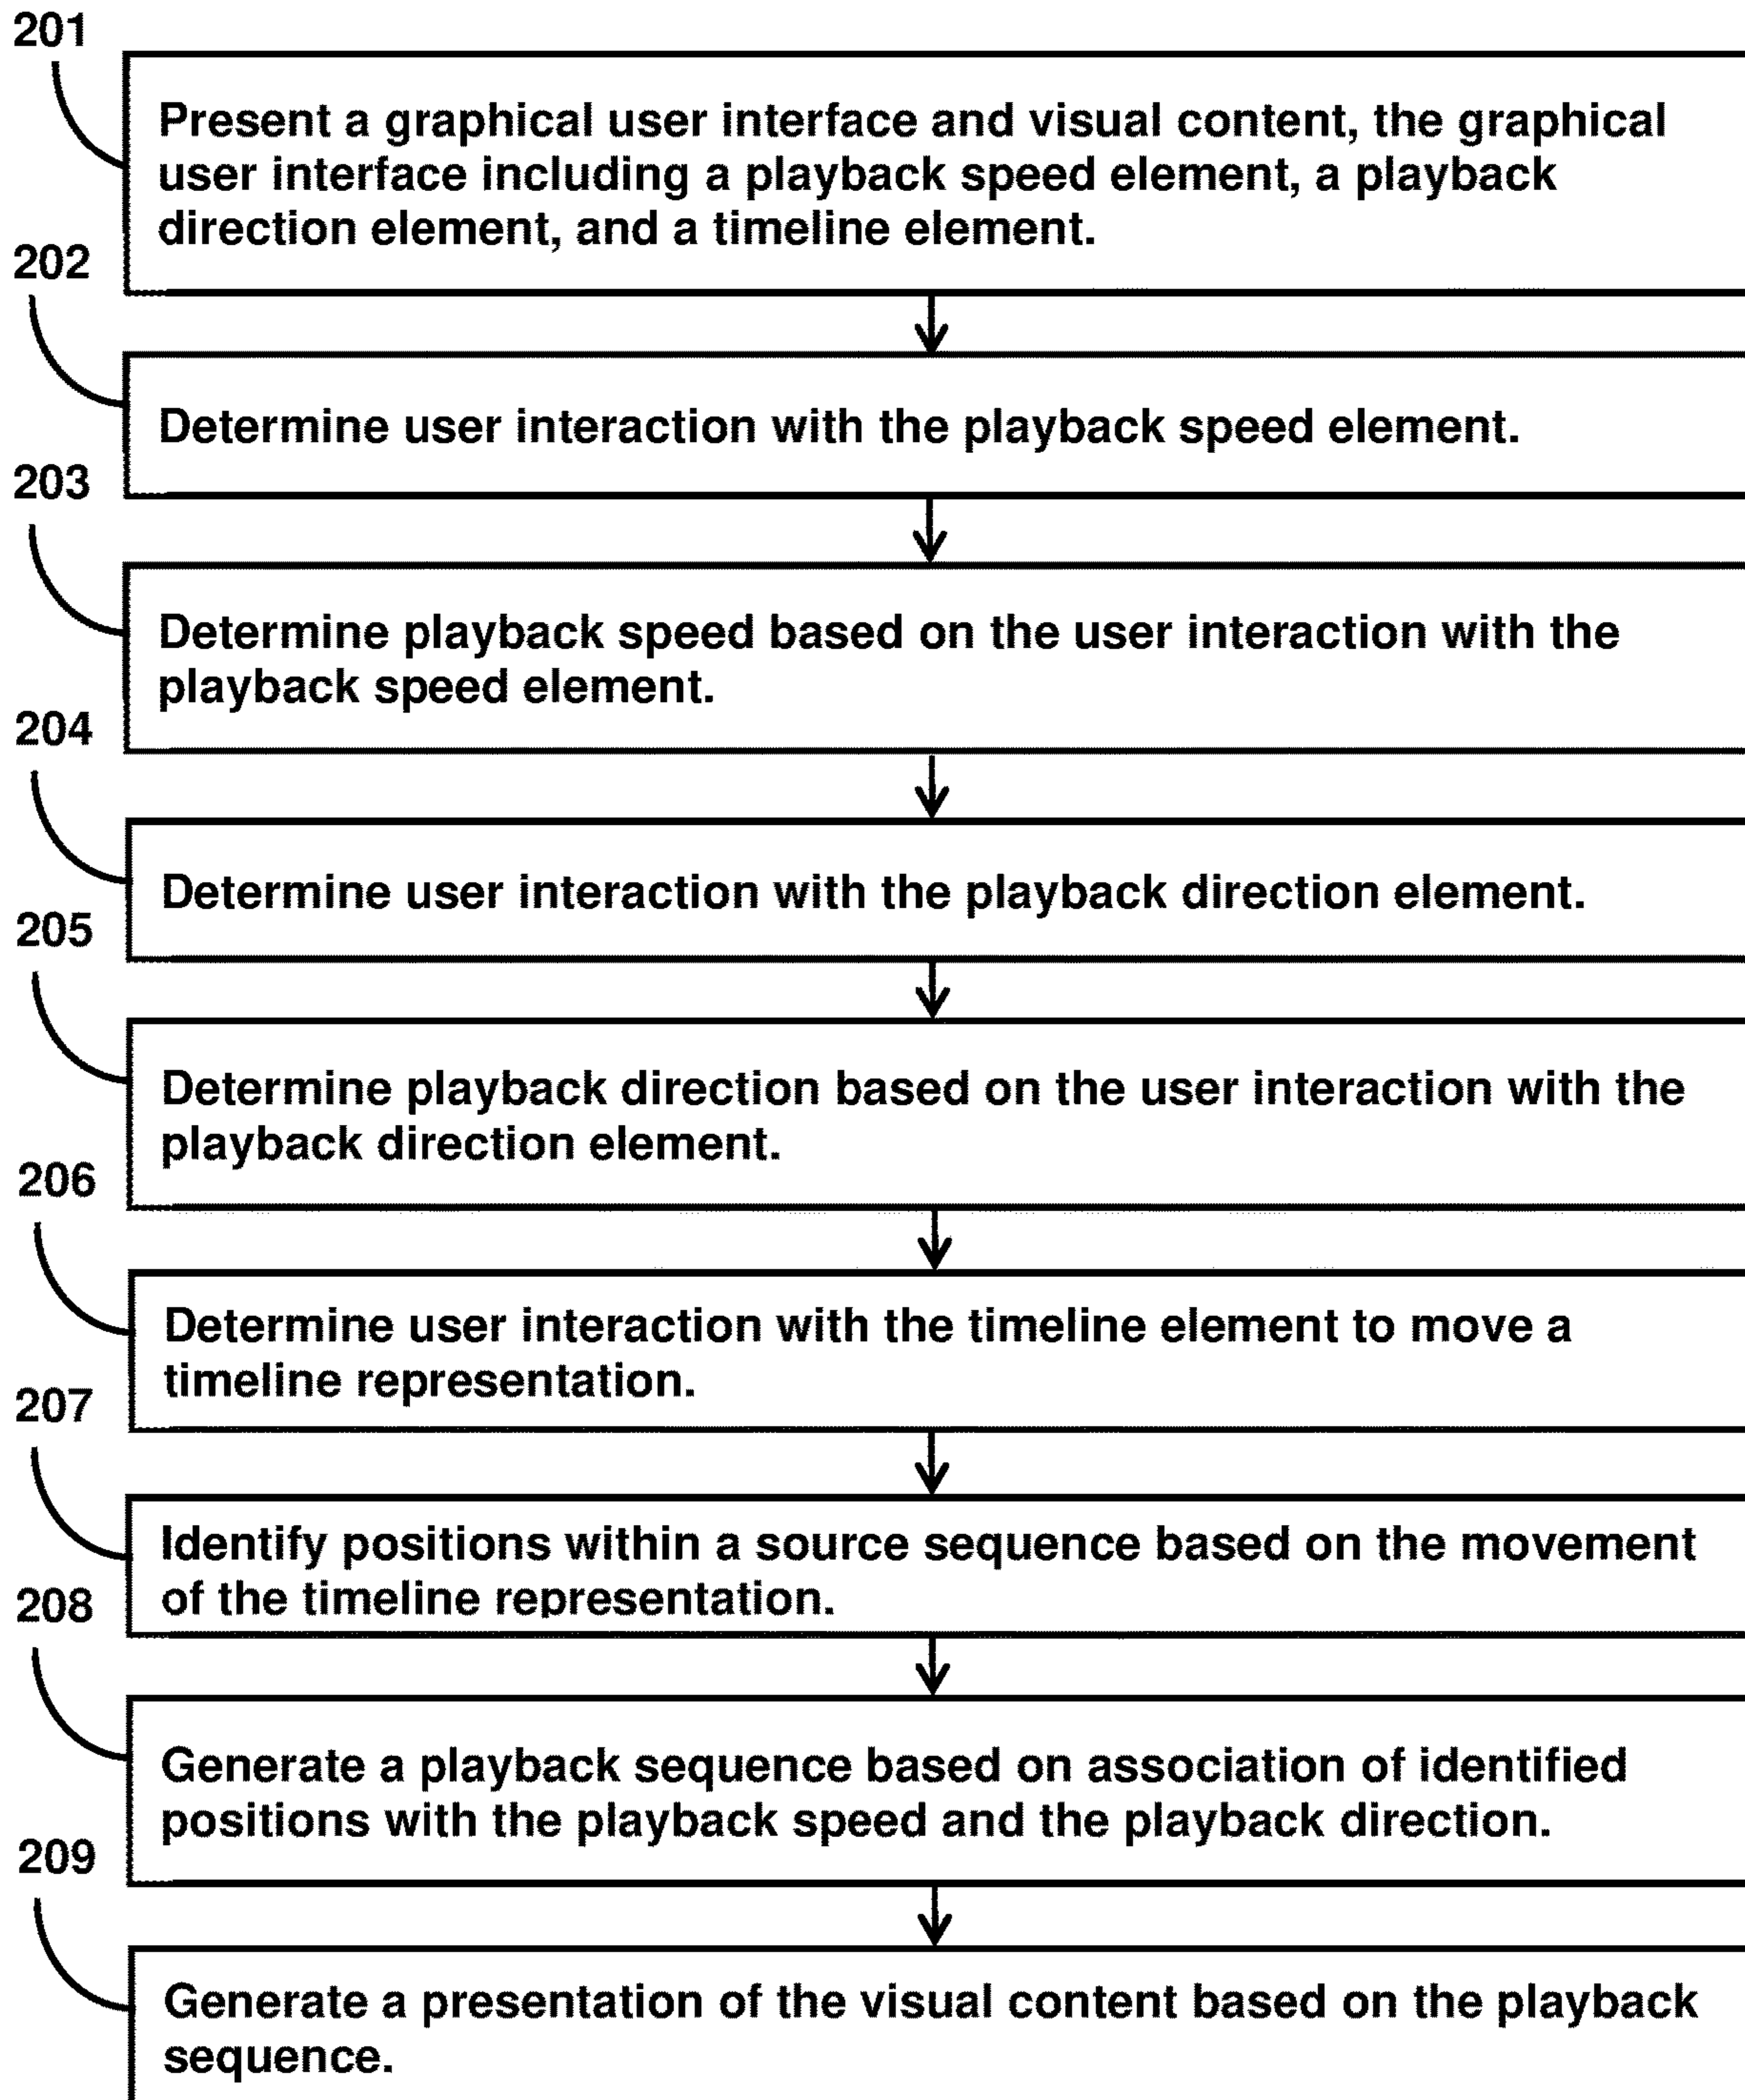 201
Present a graphical user interface and visual content, the graphical
user interface including a playback speed element, a playback
direction element, and a timeline element.
202
Determine user interaction with the playback speed element.
203
Determine playback speed based on the user interaction with the
playback speed element.
204
Determine user interaction with the playback direction element.
205
Determine playback direction based on the user interaction with the
playback direction element.
206
Determine user interaction with the timeline element to move a
timeline representation.
207
Identify positions within a source sequence based on the movement
of the timeline representation.
208
Generate a playback sequence based on association of identified
positions with the playback speed and the playback direction.
209
Generate a presentation of the visual content based on the playback
sequence.